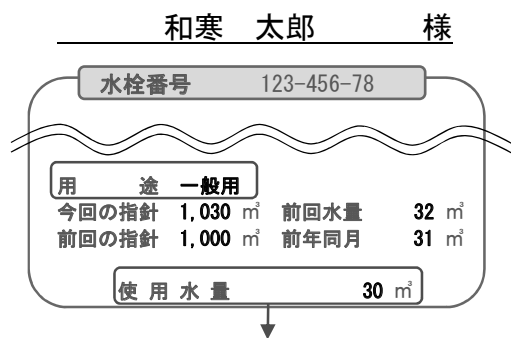 和寒 太郎 様
水栓番号 123-456-78
用 途 一般用
今回の指針 1,030 ㎥ 前回水量 32 ㎥
前回の指針 1,000 ㎥ 前年同月 31 ㎥
使用水量 30 ㎥